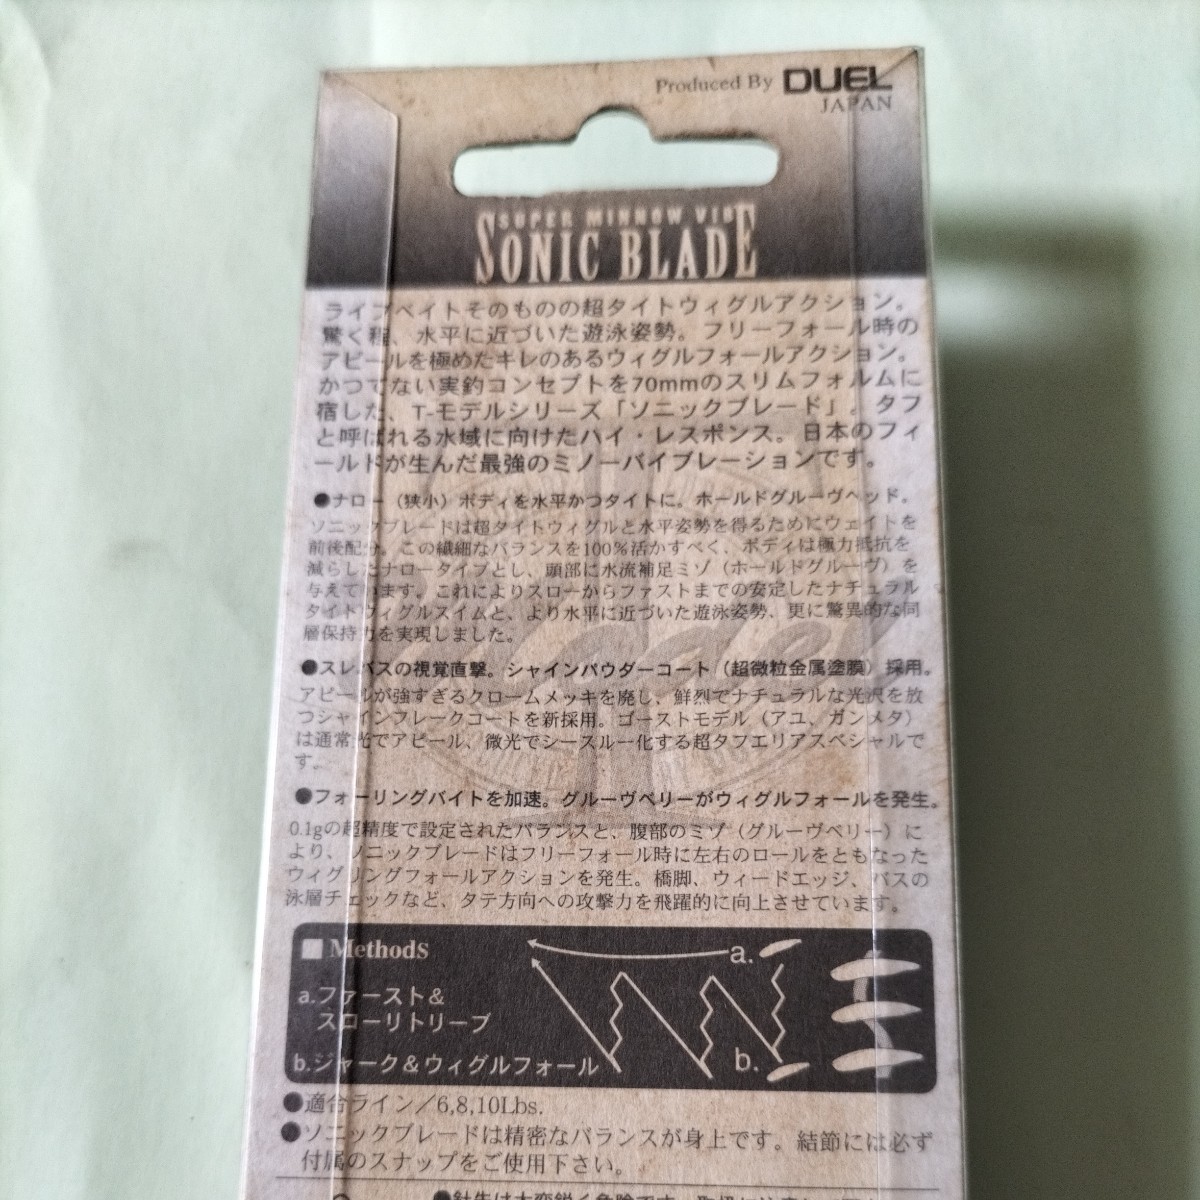 Produced By DUEL
JAPAN
SUPER MINNOW VIB
SONIC BLADE
ライブベイトそのものの超タイトウィグルアクション。
驚く程、水平に近づいた遊泳姿勢。フリーフォール時の
アピールを極めたキレのあるウィグルフォールアクション。
かつてない実釣コンセプトを70mmのスリムフォルムに
宿した、T-モデルシリーズ「ソニックブレード」。タフ
と呼ばれる水域に向けたハイ・レスポンス。日本のフィ
ールドが生んだ最強のミノーバイブレーションです。
●ナロー（狭小）ボディを水平かつタイトに。ホールドグルーヴヘッド。
ソニックブレードは超タイトウィグルと水平姿勢を得るためにウェイトを
前後配分。この繊細なバランスを100％活かすべく、ボディは極力抵抗を
減らしたナロータイプとし、頭部に水流補足ミゾ（ホールドグルーヴ）を
与えています。これによりスローからファストまでの安定したナチュラル
タイトウィグルスイムと、より水平に近づいた遊泳姿勢、更に驚異的な同
層保持力を実現しました。
●スレバスの視覚直撃。シャインパウダーコート（超微粒金属塗膜）採用。
アピールが強すぎるクロームメッキを廃し、鮮烈でナチュラルな光沢を放
つシャインフレークコートを新採用。ゴーストモデル（アユ、ガンメタ）
は通常光でアピール、微光でシースルー化する超タフエリアスペシャルで
す。
●フォーリングバイトを加速。グルーヴベリーがウィグルフォールを発生。
0.1gの超精度で設定されたバランスと、腹部のミゾ（グルーヴベリー）に
より、ソニックブレードはフリーフォール時に左右のロールをともなった
ウィグリングフォールアクションを発生。橋脚、ウィードエッジ、バスの
泳層チェックなど、タテ方向への攻撃力を飛躍的に向上させています。
■ Methods
a.
a.ファースト＆
スローリトリーブ
b.ジャーク＆ウィグルフォール
b.
●適合ライン／6,8,10Lbs.
●ソニックブレードは精密なバランスが身上です。結節には必ず
付属のスナップをご使用下さい。